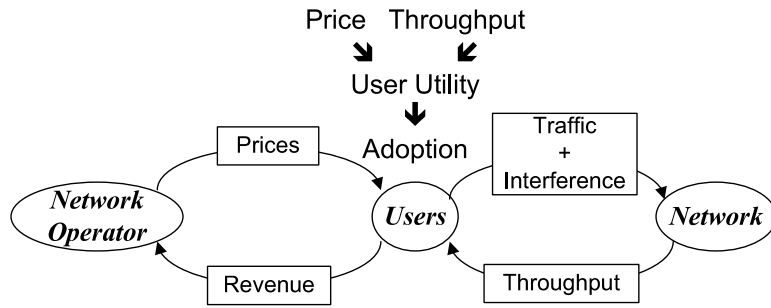 Price Throughput
User Utility
Adoption
Prices
Traffic
+
Interference
Network
Operator
Users
Network
Revenue
Throughput